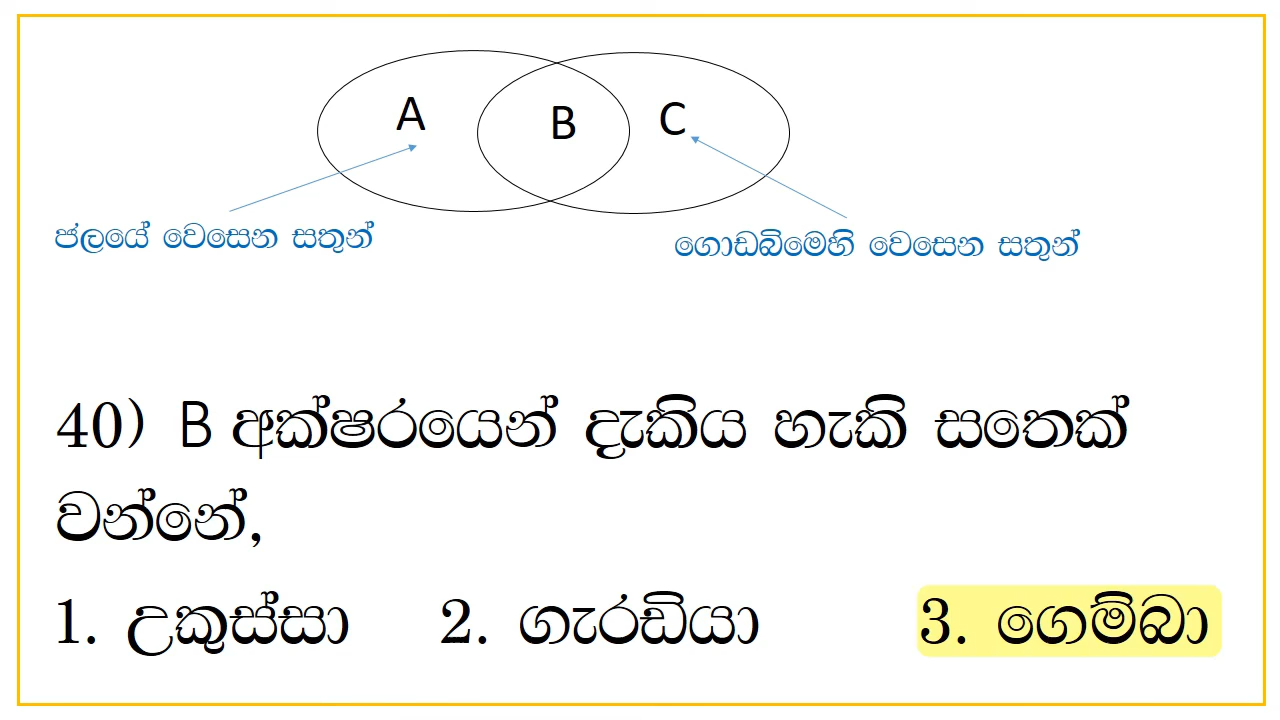 A B C
ජලයේ වෙසෙන සතුන්
ගොඩබිමෙහි වෙසෙන සතුන්
40) B අක්ෂරයෙන් දැකිය හැකි සතෙක්
වන්නේ,
1. උකුස්සා 2. ගැරඩියා 3. ගෙම්බා